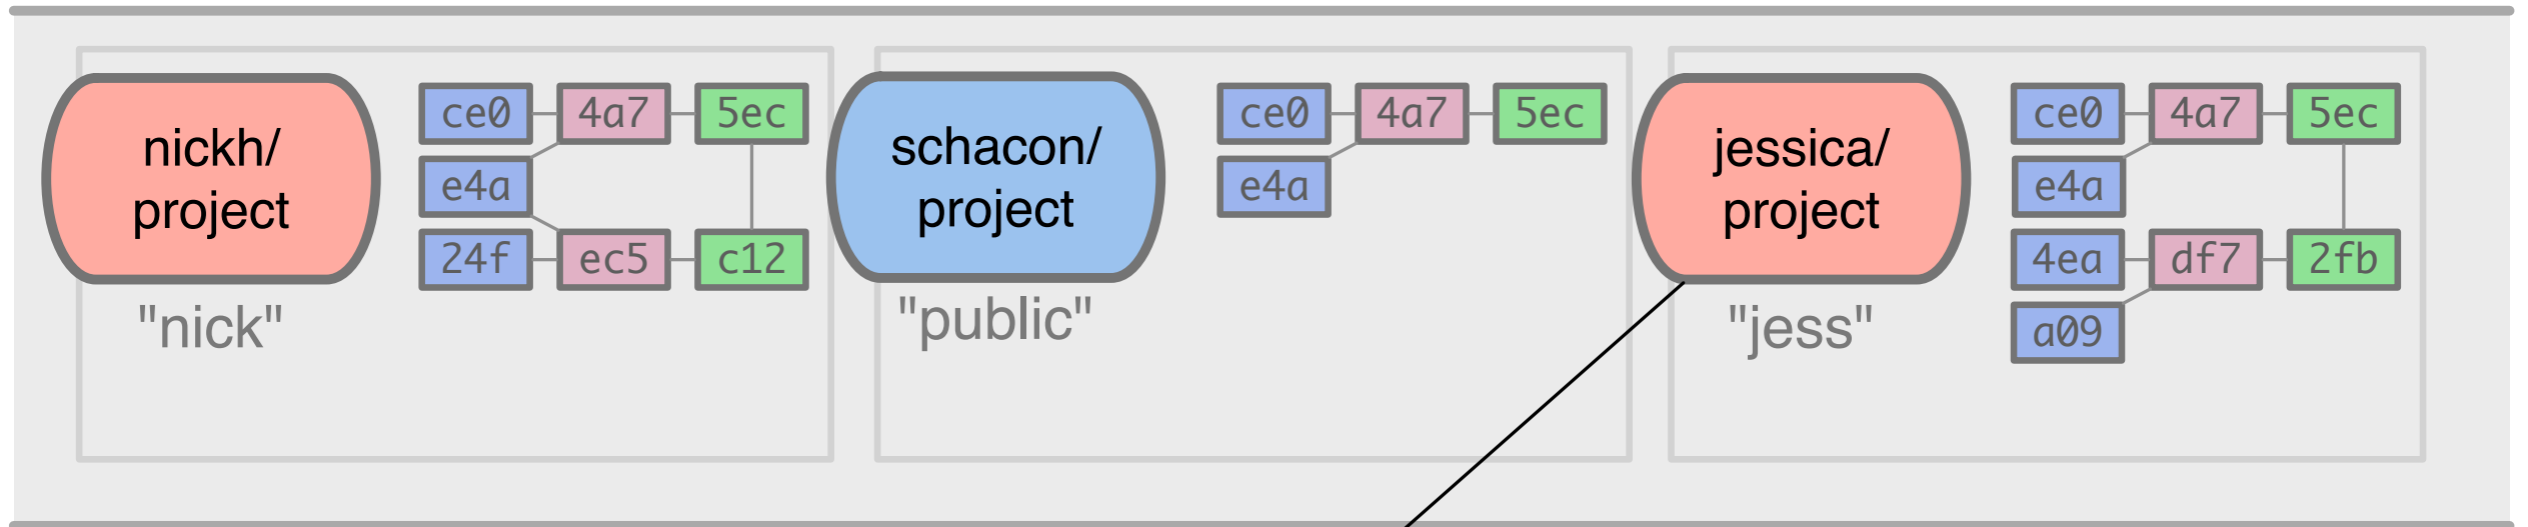 nickh/
project
"nick"
ce0 4a7 5ec
e4a
24f ec5 c12
schacon/
project
"public"
ce0 4a7 5ec
e4a
jessica/
project
"jess"
ce0 4a7 5ec
e4a
4ea df7 2fb
a09